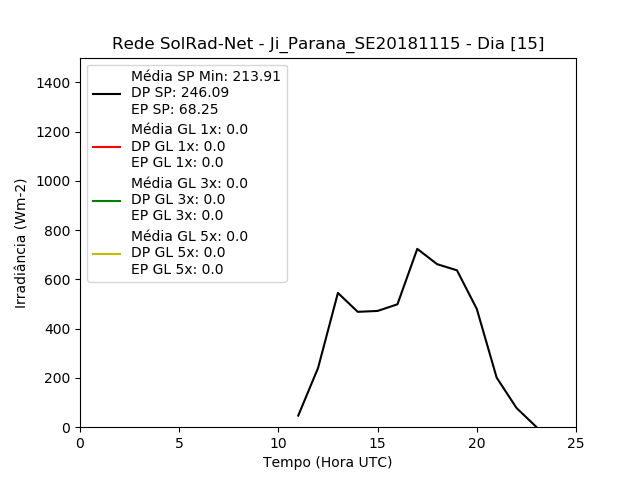 Rede SolRad-Net - Ji_Parana_SE20181115 - Dia [15]
Média SP Min: 213.91
DP SP: 246.09
EP SP: 68.25
Média GL 1x: 0.0
DP GL 1x: 0.0
EP GL 1x: 0.0
Média GL 3x: 0.0
DP GL 3x: 0.0
EP GL 3x: 0.0
Média GL 5x: 0.0
DP GL 5x: 0.0
EP GL 5x: 0.0
Irradiância (Wm-2)
1400
1200
1000
800
600
400
200
0
0 5 10 15 20 25
Tempo (Hora UTC)